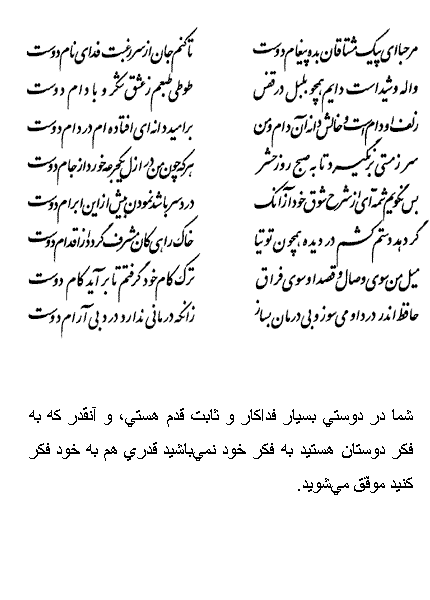 مرحبا ای پیک مشتاقان بده پیغام دوست تا کنم جان از سر رغبت فدای نام دوست
واله و شیداست دایم همچو بلبل در قفس طوطی طبعم ز عشق شکر و بادام دوست
زلف او دام است و خالش دانه آن دام و من بر امید دانه‌ای افتاده‌ام در دام دوست
سر ز مستی بر نگیرد تا به صبح روز حشر هر که چون من در ازل یک جرعه خورد از جام دوست
بس نگویم شمه‌ای از شرح شوق خود از آنک دردسر باشد نمودن بیش از این ابرام دوست
گر دهد دستم کشم در دیده همچون توتیا خاک راهی کان مشرف گردد از اقدام دوست
میل من سوی وصال و قصد او سوی فراق ترک کام خود گرفتم تا بر آید کام دوست
حافظ اندر درد او می سوز و بی درمان بساز زانکه درمانی ندارد درد بی آرام دوست
شما در دوستي بسيار فداكار و ثابت قدم هستي، و آنقدر كه به
فكر دوستان هستيد به فكر خود نمي‌باشيد قدري هم به خود فكر
كنيد موفّق مي‌شويد.